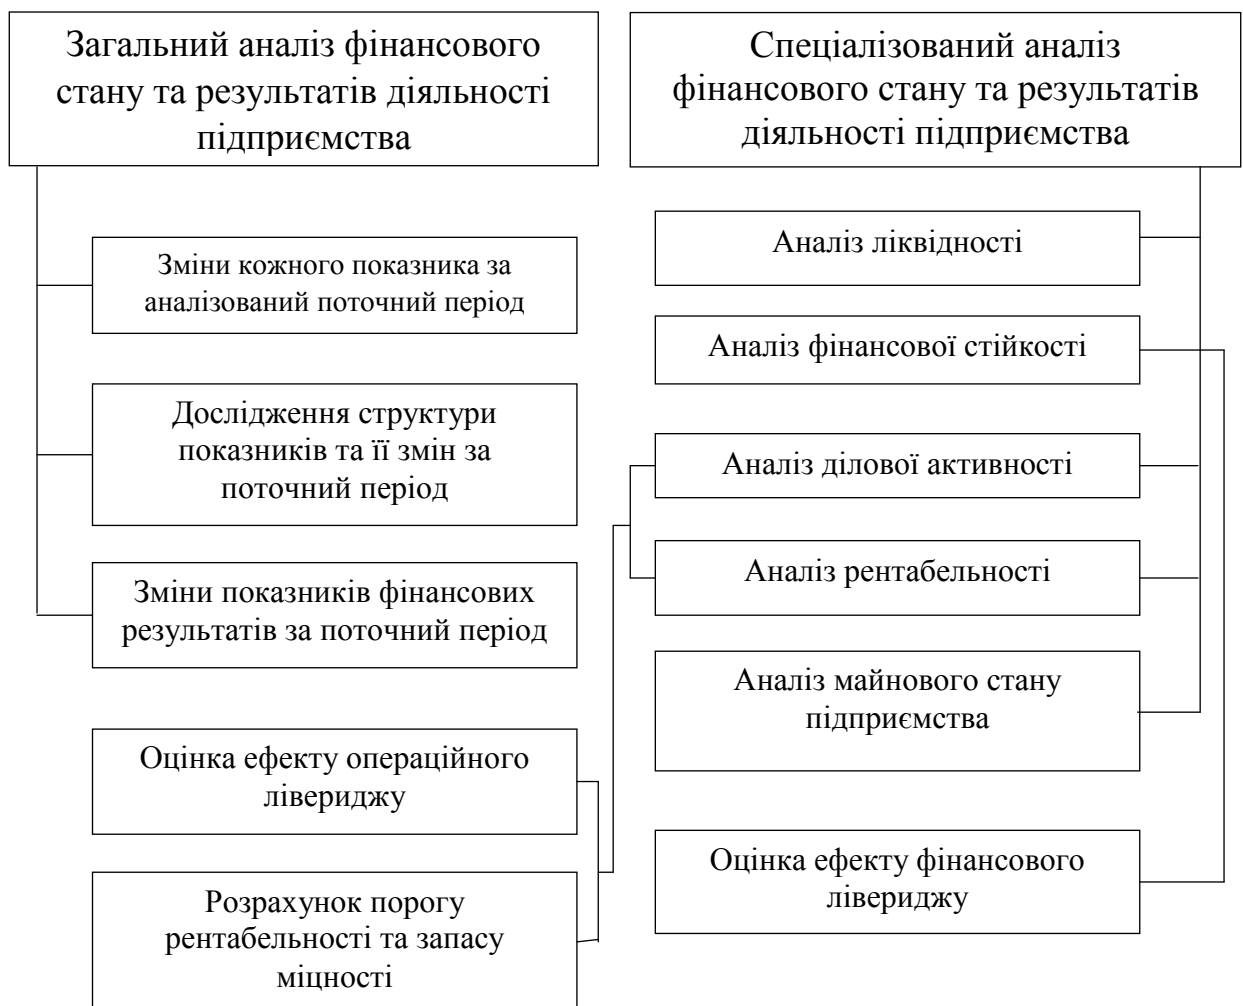 Загальний аналіз фінансового
стану та результатів діяльності
підприємства
Спеціалізований аналіз
фінансового стану та результатів
діяльності підприємства
Зміни кожного показника за
аналізований поточний період
Дослідження структури
показників та її змін за
поточний період
Зміни показників фінансових
результатів за поточний період
Оцінка ефекту операційного
лівериджу
Розрахунок порогу
рентабельності та запасу
міцності
Аналіз ліквідності
Аналіз фінансової стійкості
Аналіз ділової активності
Аналіз рентабельності
Аналіз майнового стану
підприємства
Оцінка ефекту фінансового
лівериджу